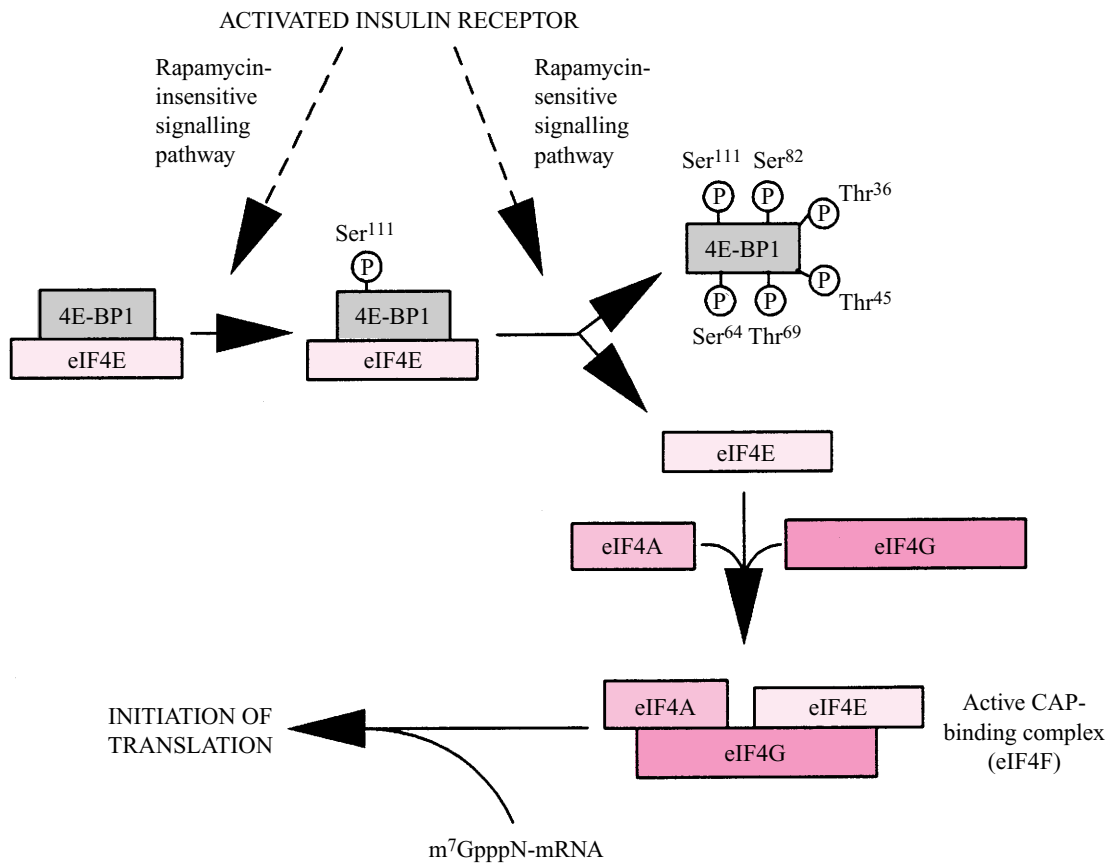 ACTIVATED INSULIN RECEPTOR
Rapamycin-
insensitive
signalling
pathway
Rapamycin-
sensitive
signalling
pathway
Ser¹¹¹
P
4E-BP1
eIF4E
4E-BP1
eIF4E
Ser¹¹¹ Ser⁸²
P P
Thr³⁶
P
4E-BP1
P
Thr⁴⁵
P P
Ser⁶⁴ Thr⁶⁹
eIF4E
eIF4A
eIF4G
eIF4A
eIF4E
eIF4G
Active CAP-
binding complex
(eIF4F)
INITIATION OF
TRANSLATION
m⁷GpppN-mRNA